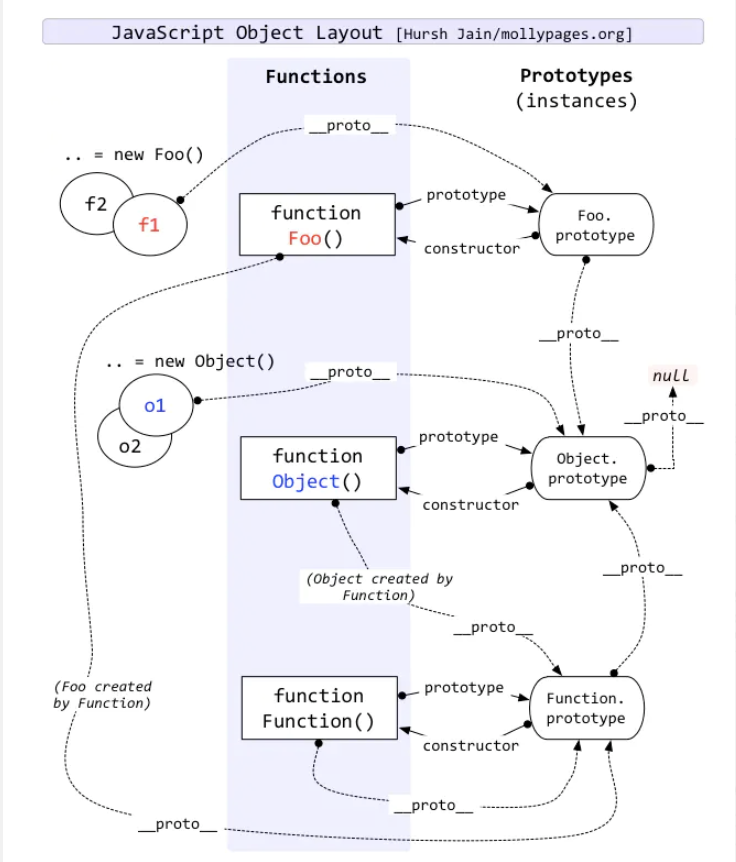 JavaScript Object Layout [Hursh Jain/mollypages.org]
Functions
Prototypes
(instances)
__proto__
.. = new Foo()
f2
f1
function
Foo()
prototype
constructor
Foo.
prototype
__proto__
.. = new Object()
__proto__
null
__proto__
o1
o2
function
Object()
prototype
constructor
Object.
prototype
(Object created by
Function)
__proto__
__proto__
(Foo created
by Function)
function
Function()
prototype
constructor
Function.
prototype
__proto__
__proto__